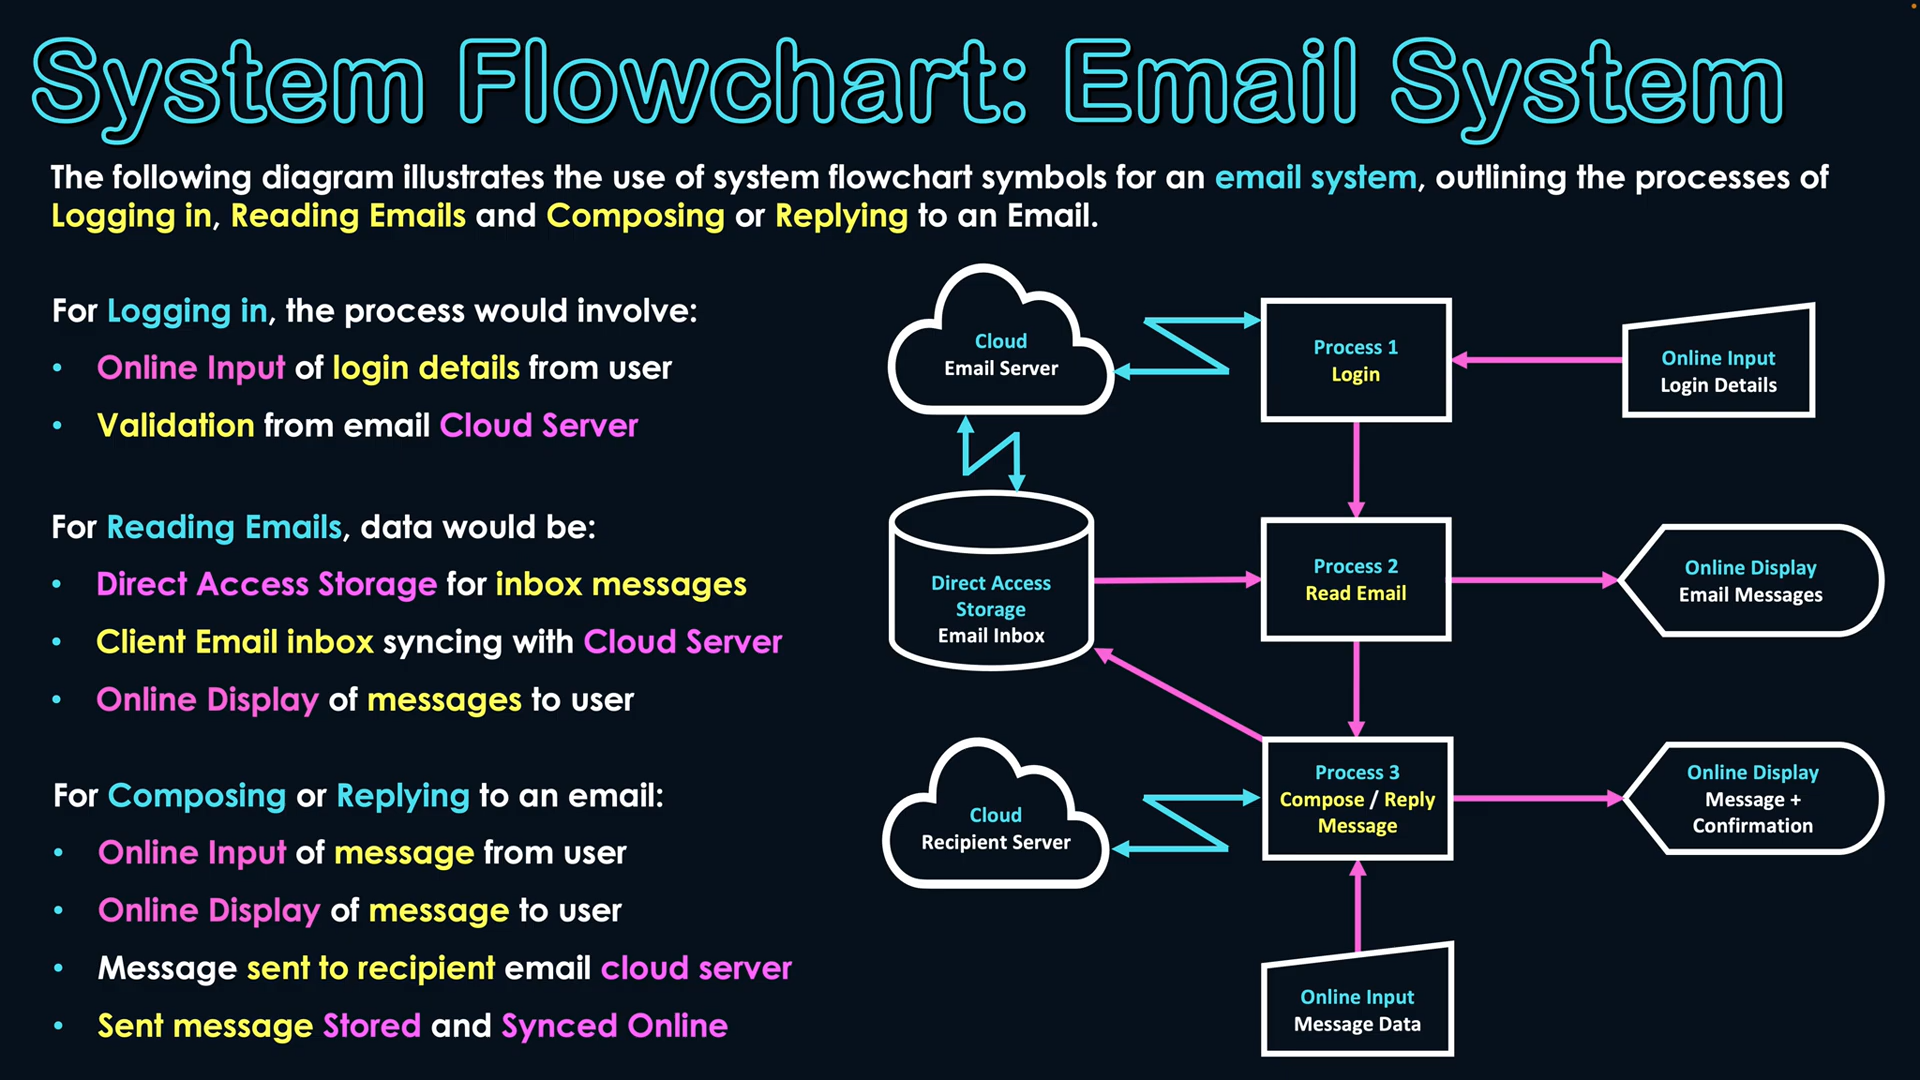 System Flowchart: Email System
The following diagram illustrates the use of system flowchart symbols for an email system, outlining the processes of
Logging in, Reading Emails and Composing or Replying to an Email.
For Logging in, the process would involve:
• Online Input of login details from user
• Validation from email Cloud Server
For Reading Emails, data would be:
• Direct Access Storage for inbox messages
• Client Email inbox syncing with Cloud Server
• Online Display of messages to user
For Composing or Replying to an email:
• Online Input of message from user
• Online Display of message to user
• Message sent to recipient email cloud server
• Sent message Stored and Synced Online
Cloud
Email Server
Process 1
Login
Online Input
Login Details
Direct Access
Storage
Email Inbox
Process 2
Read Email
Online Display
Email Messages
Cloud
Recipient Server
Process 3
Compose / Reply
Message
Online Display
Message +
Confirmation
Online Input
Message Data